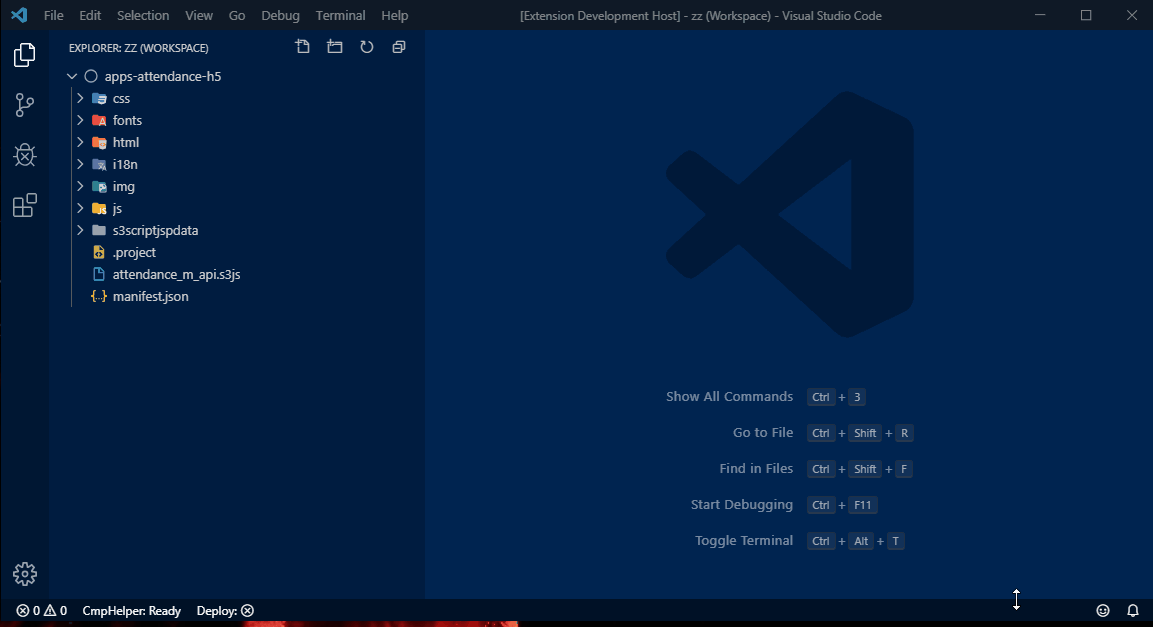 File Edit Selection View Go Debug Terminal Help [Extension Development Host] - zz (Workspace) - Visual Studio Code
EXPLORER: ZZ (WORKSPACE)
apps-attendance-h5
css
fonts
html
i18n
img
js
s3scriptjspdata
.project
attendance_m_api.s3js
{..} manifest.json
Show All Commands Ctrl + 3
Go to File Ctrl + Shift + R
Find in Files Ctrl + Shift + F
Start Debugging Ctrl + F11
Toggle Terminal Ctrl + Alt + T
0 0 CmpHelper: Ready Deploy: